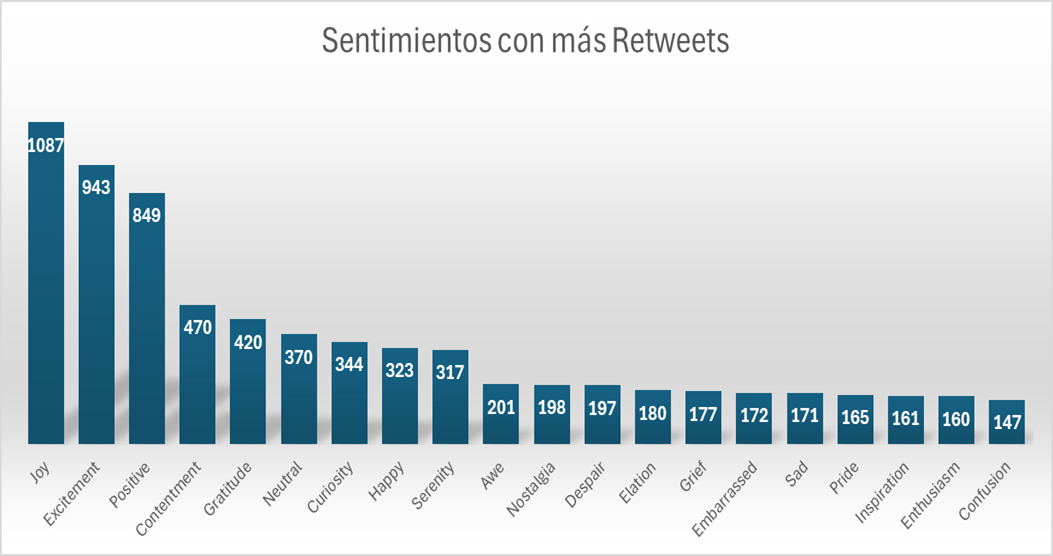 Sentimientos con más Retweets
1087
943
849
470
420
370
344
323
317
201
198
197
180
177
172
171
165
161
160
147
Joy
Excitement
Positive
Contentment
Gratitude
Neutral
Curiosity
Happy
Serenity
Awe
Nostalgia
Despair
Elation
Grief
Embarrassed
Sad
Pride
Inspiration
Enthusiasm
Confusion